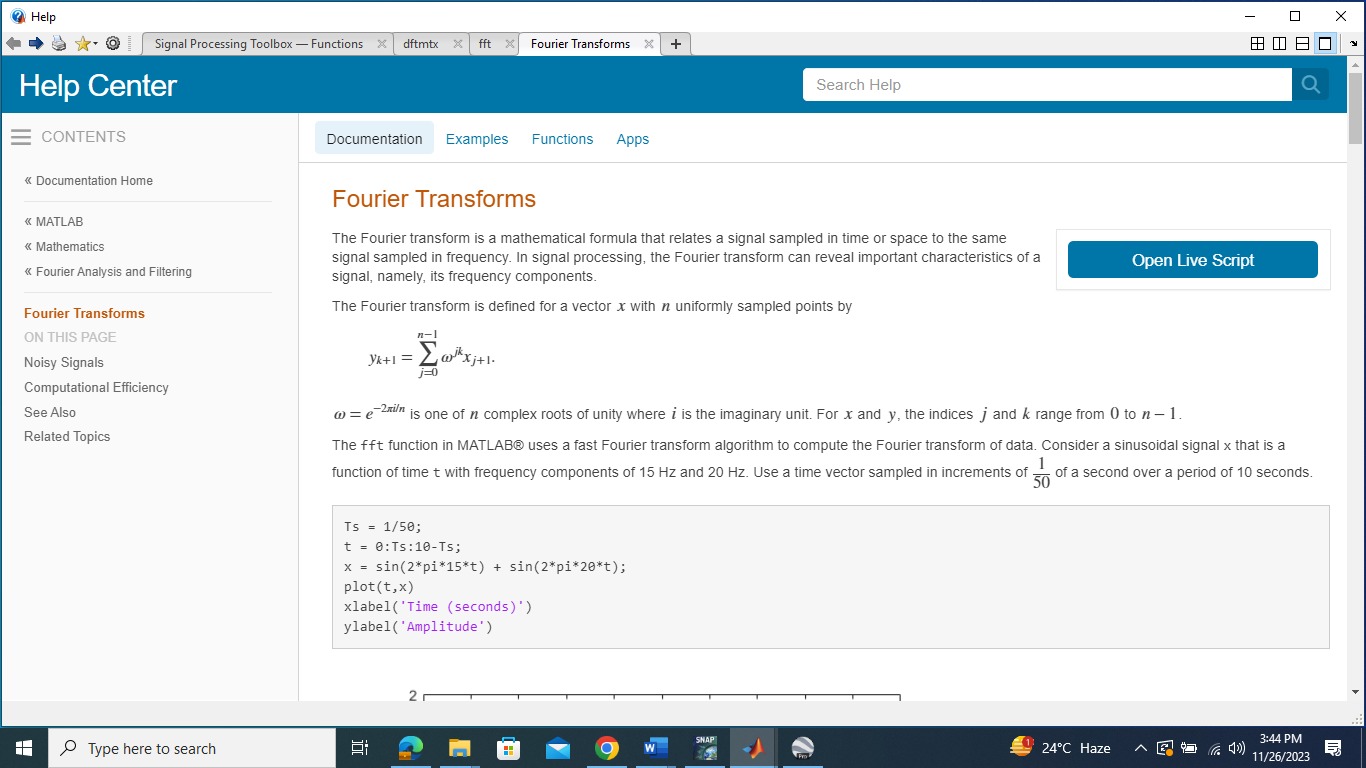 Help
Signal Processing Toolbox — Functions
dftmtx
fft
Fourier Transforms
Help Center
Search Help
CONTENTS
« Documentation Home
« MATLAB
« Mathematics
« Fourier Analysis and Filtering
Fourier Transforms
ON THIS PAGE
Noisy Signals
Computational Efficiency
See Also
Related Topics
Documentation Examples Functions Apps
Fourier Transforms
The Fourier transform is a mathematical formula that relates a signal sampled in time or space to the same
signal sampled in frequency. In signal processing, the Fourier transform can reveal important characteristics of a
signal, namely, its frequency components.
Open Live Script
The Fourier transform is defined for a vector x with n uniformly sampled points by
y_{k+1} = ∑_{j=0}^{n−1} ω^{jk} x_{j+1}.
ω = e^{−2πi/n} is one of n complex roots of unity where i is the imaginary unit. For x and y, the indices j and k range from 0 to n − 1.
The fft function in MATLAB® uses a fast Fourier transform algorithm to compute the Fourier transform of data. Consider a sinusoidal signal x that is a
function of time t with frequency components of 15 Hz and 20 Hz. Use a time vector sampled in increments of 1/50 of a second over a period of 10 seconds.
Ts = 1/50;
t = 0:Ts:10-Ts;
x = sin(2*pi*15*t) + sin(2*pi*20*t);
plot(t,x)
xlabel('Time (seconds)')
ylabel('Amplitude')
2
Type here to search
SNAP
Pro
1
24°C Haze
3:44 PM
11/26/2023